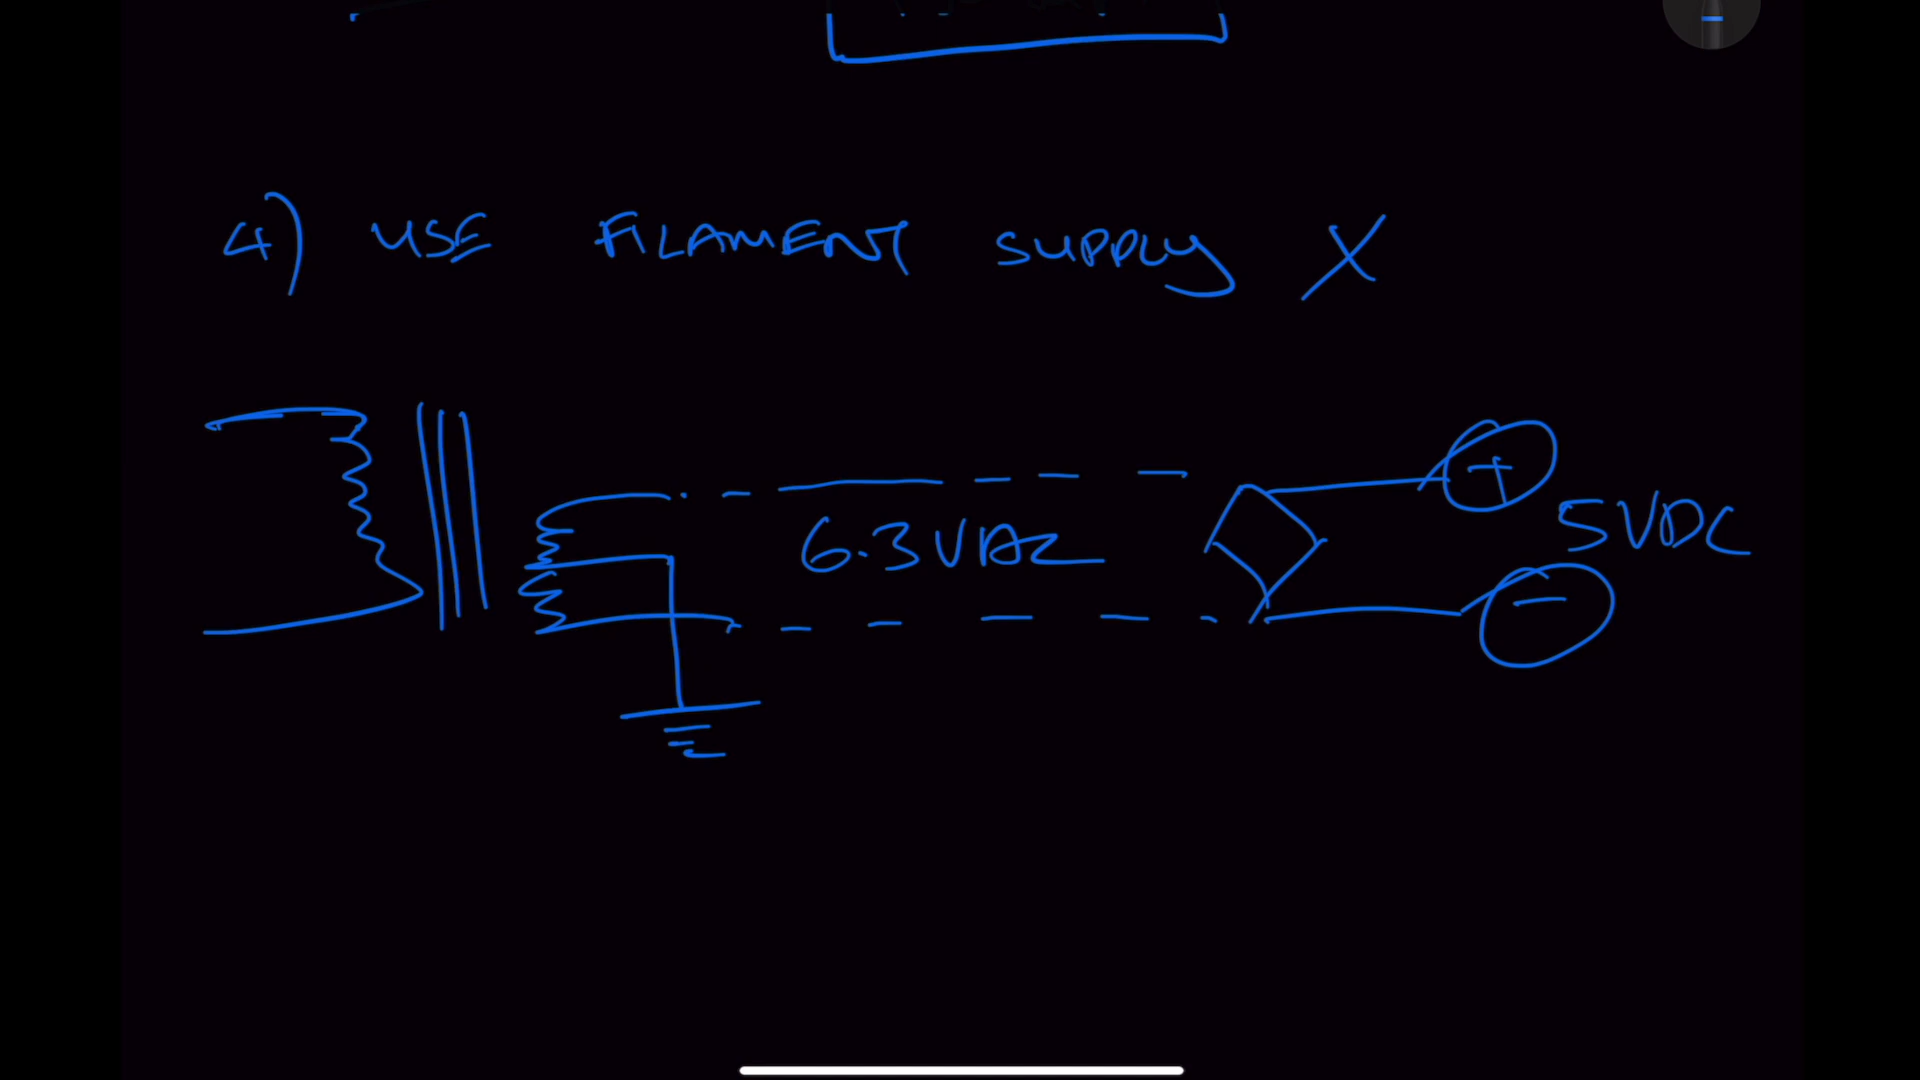 4) USE FILAMENT SUPPLY X
+
6.3VAC
5VDC
-